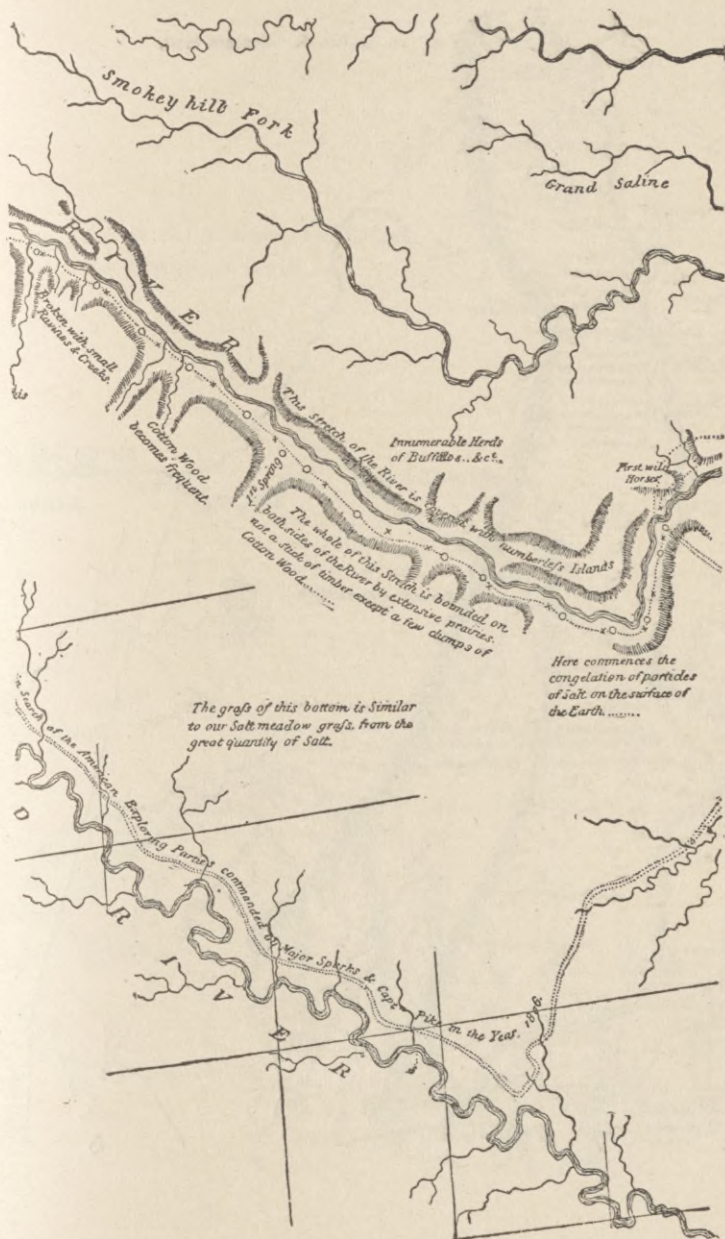 Smokey hill Fork
Grand Saline
RIVER
Broken with small
Ravines & Creeks.
Cotton Wood
becomes frequent.
1st Spring
This Stretch of the River is with numberless Islands
Innumerable Herds
of Buffaloes.. &ct..
First wild
Horses
The whole of this Stretch is bounded on
both sides of the River by extensive prairies.
not a stick of timber except a few clumps of
Cotton Wood..........
Here commences the
congelation of particles
of salt on the surface of
the Earth........
The grass of this bottom is Similar
to our Salt meadow grass. from the
great quantity of Salt.
in Search of the American Exploring Parties commanded by Major Sparks & Capt Pike in the Year. 1806.
D
RIVER